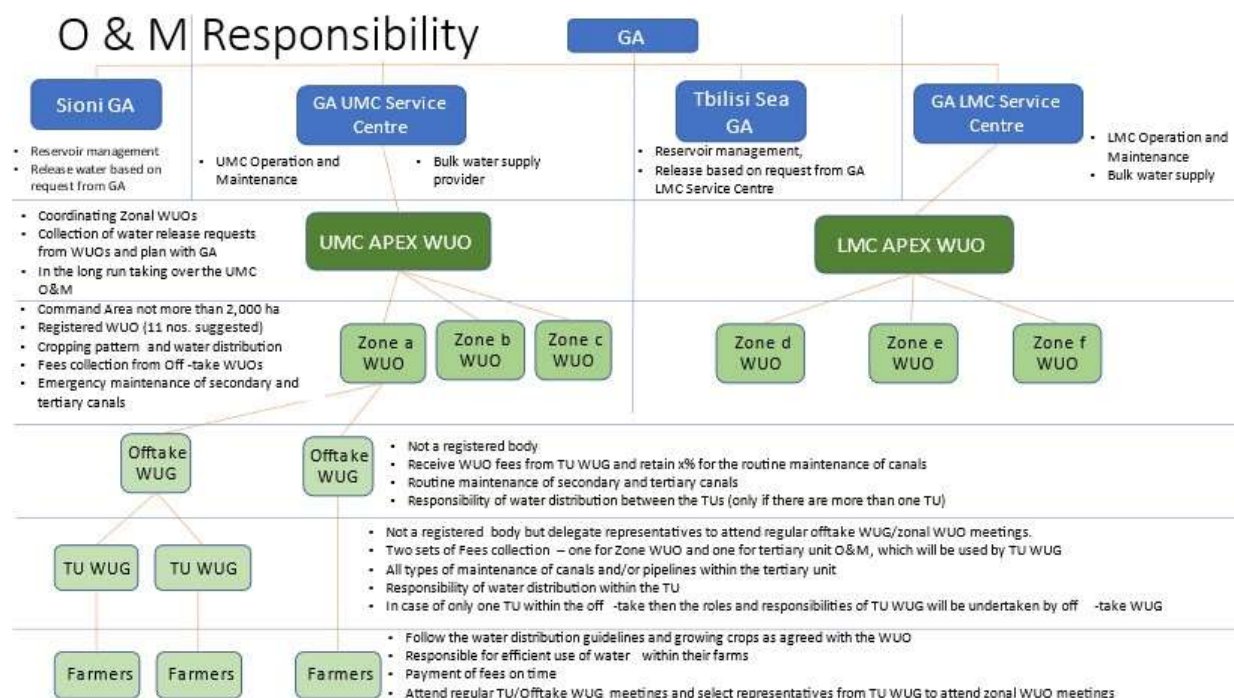 O & M Responsibility
GA
Sioni GA
GA UMC Service
Centre
Tbilisi Sea
GA
GA LMC Service
Centre
• Reservoir management
• Release water based on
request from GA
• UMC Operation and
Maintenance
• Bulk water supply
provider
• Reservoir management,
• Release based on request from GA
LMC Service Centre
• LMC Operation and
Maintenance
• Bulk water supply
• Coordinating Zonal WUOs
• Collection of water release requests
from WUOs and plan with GA
• In the long run taking over the UMC
O&M
UMC APEX WUO
LMC APEX WUO
• Command Area not more than 2,000 ha
• Registered WUO (11 nos. suggested)
• Cropping pattern and water distribution
• Fees collection from Off -take WUOs
• Emergency maintenance of secondary and
tertiary canals
Zone a
WUO
Zone b
WUO
Zone c
WUO
Zone d
WUO
Zone e
WUO
Zone f
WUO
Offtake
WUG
Offtake
WUG
• Not a registered body
• Receive WUO fees from TU WUG and retain x% for the routine maintenance of canals
• Routine maintenance of secondary and tertiary canals
• Responsibility of water distribution between the TUs (only if there are more than one TU)
TU WUG
TU WUG
• Not a registered body but delegate representatives to attend regular offtake WUG/zonal WUO meetings.
• Two sets of Fees collection – one for Zone WUO and one for tertiary unit O&M, which will be used by TU WUG
• All types of maintenance of canals and/or pipelines within the tertiary unit
• Responsibility of water distribution within the TU
• In case of only one TU within the off -take then the roles and responsibilities of TU WUG will be undertaken by off -take WUG
Farmers
Farmers
Farmers
• Follow the water distribution guidelines and growing crops as agreed with the WUO
• Responsible for efficient use of water within their farms
• Payment of fees on time
• Attend regular TU/Offtake WUG meetings and select representatives from TU WUG to attend zonal WUO meetings